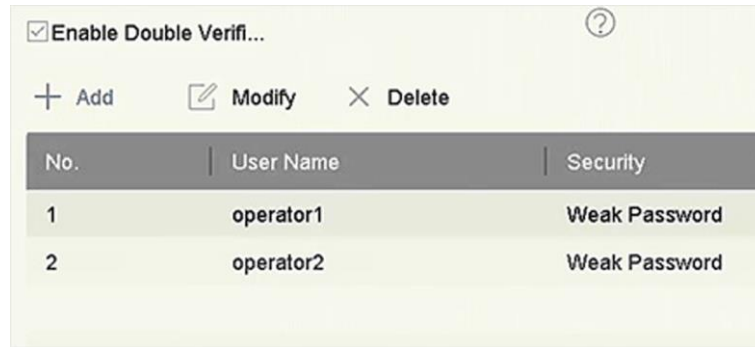 Enable Double Verifi...
Add Modify Delete
No. User Name Security
1 operator1 Weak Password
2 operator2 Weak Password